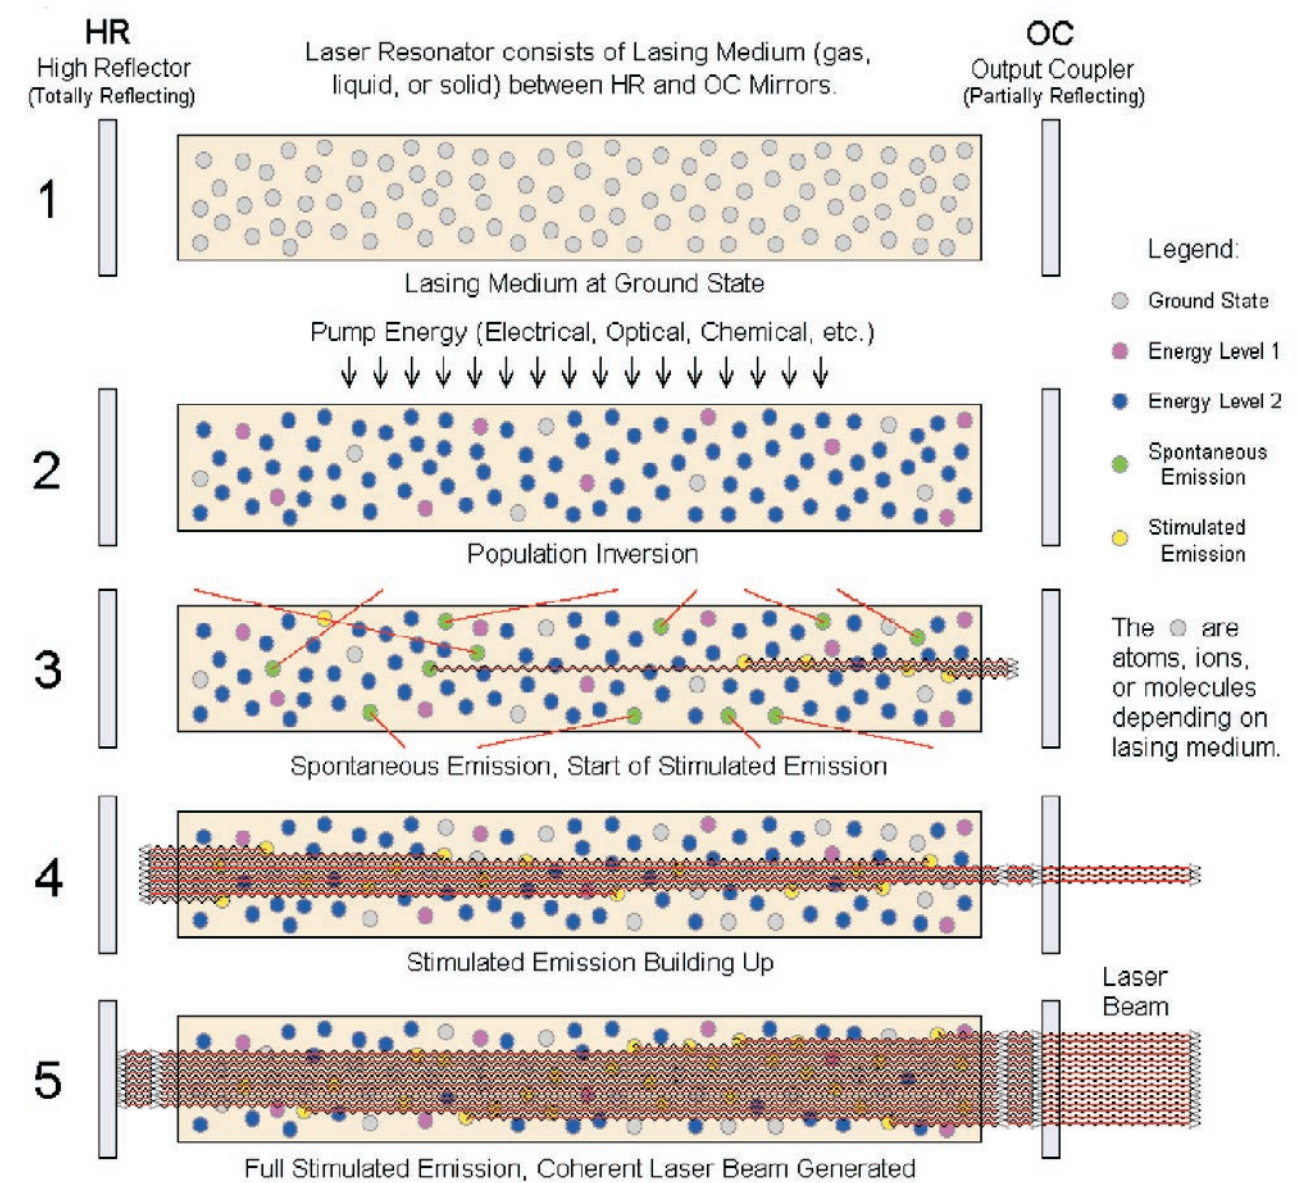 HR
High Reflector
(Totally Reflecting)
Laser Resonator consists of Lasing Medium (gas,
liquid, or solid) between HR and OC Mirrors.
OC
Output Coupler
(Partially Reflecting)
1
Lasing Medium at Ground State
Pump Energy (Electrical, Optical, Chemical, etc.)
2
Population Inversion
3
Spontaneous Emission, Start of Stimulated Emission
4
Stimulated Emission Building Up
Laser
Beam
5
Full Stimulated Emission, Coherent Laser Beam Generated
Legend:
Ground State
Energy Level 1
Energy Level 2
Spontaneous
Emission
Stimulated
Emission
The are
atoms, ions,
or molecules
depending on
lasing medium.